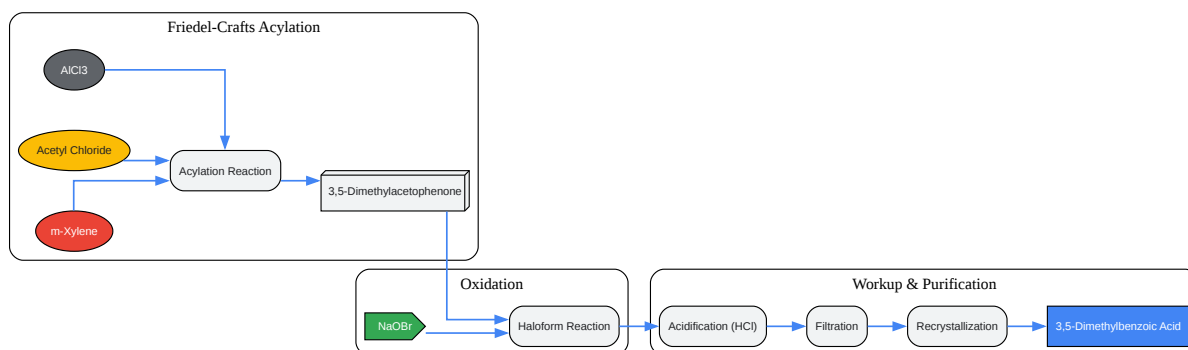 Friedel-Crafts Acylation
AlCl3
Acetyl Chloride
Acylation Reaction
3,5-Dimethylacetophenone
m-Xylene
Oxidation
NaOBr
Haloform Reaction
Workup & Purification
Acidification (HCl)
Filtration
Recrystallization
3,5-Dimethylbenzoic Acid